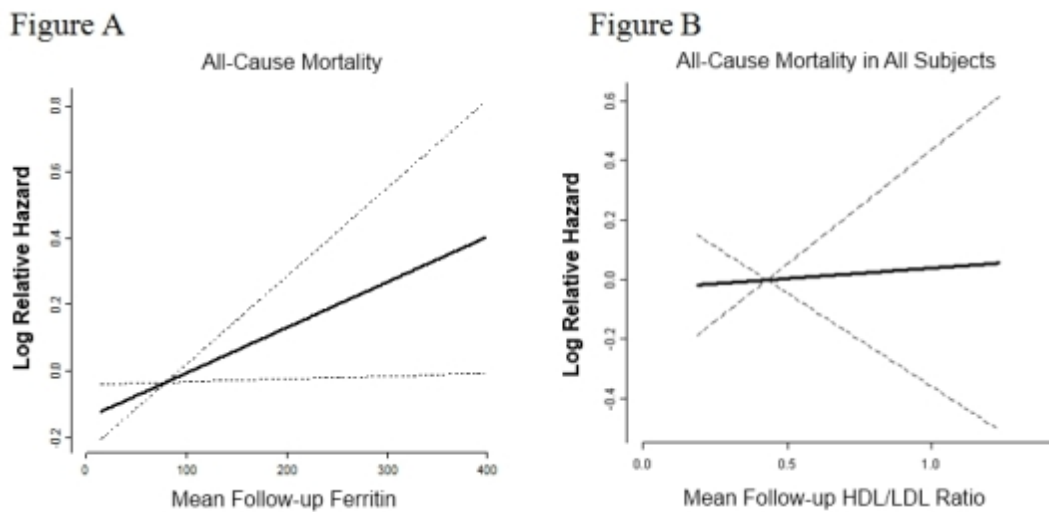 Figure A
All-Cause Mortality
Log Relative Hazard
0.8
0.6
0.4
0.2
0.0
-0.2
0
100
200
300
400
Mean Follow-up Ferritin
Figure B
All-Cause Mortality in All Subjects
Log Relative Hazard
0.6
0.4
0.2
0.0
-0.2
-0.4
0.0
0.5
1.0
Mean Follow-up HDL/LDL Ratio